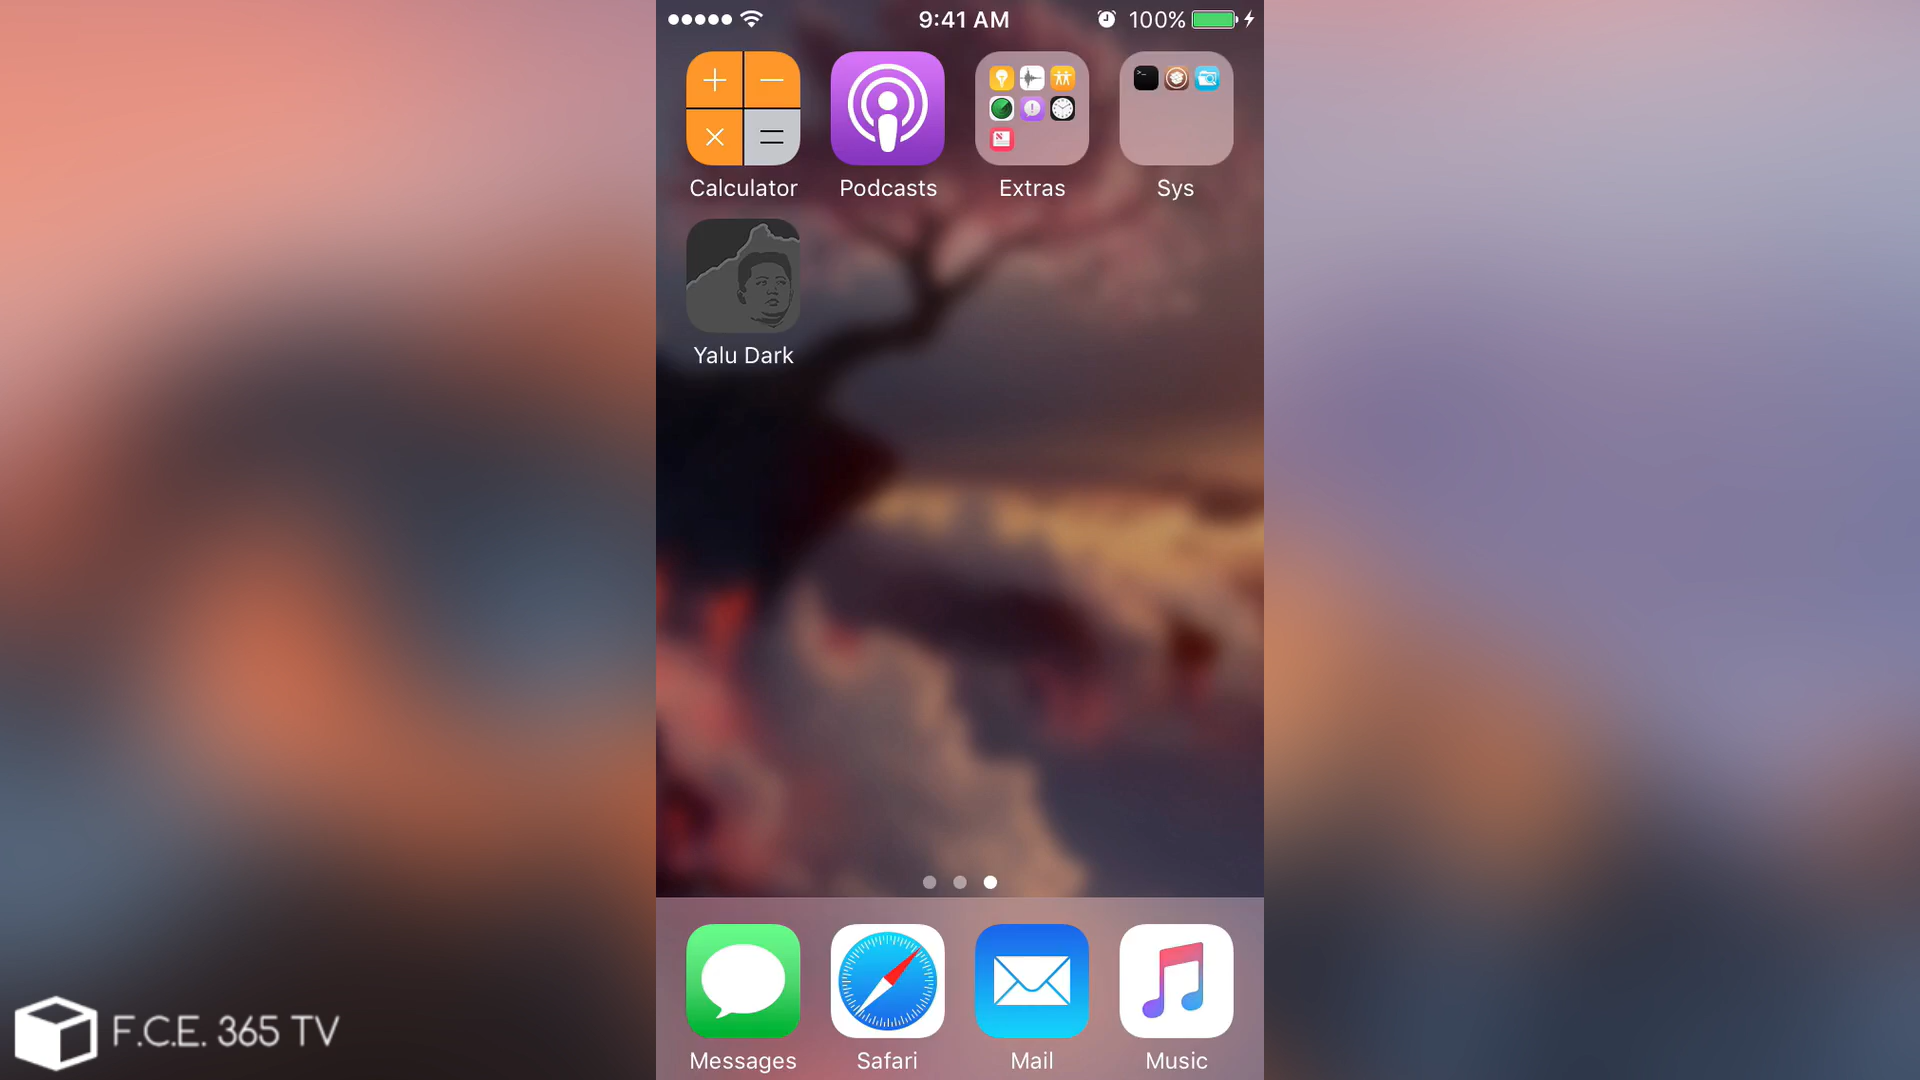 9:41 AM 100%
Calculator Podcasts Extras Sys
Yalu Dark
Messages Safari Mail Music
F.C.E. 365 TV